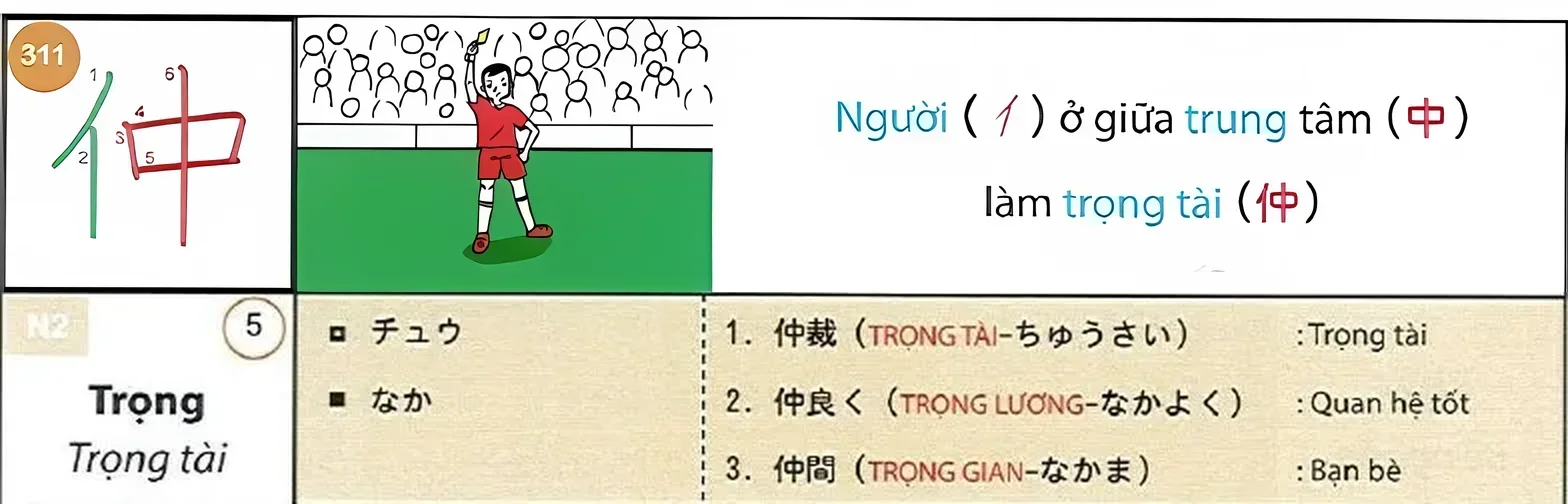 311
1
6
4
3
2
5
仲
Người (亻) ở giữa trung tâm (中)
làm trọng tài (仲)
N2
5
Trọng
Trọng tài
チュウ
なか
1. 仲裁 (TRỌNG TÀI-ちゅうさい) : Trọng tài
2. 仲良く (TRỌNG LƯƠNG-なかよく) : Quan hệ tốt
3. 仲間 (TRỌNG GIAN-なかま) : Bạn bè